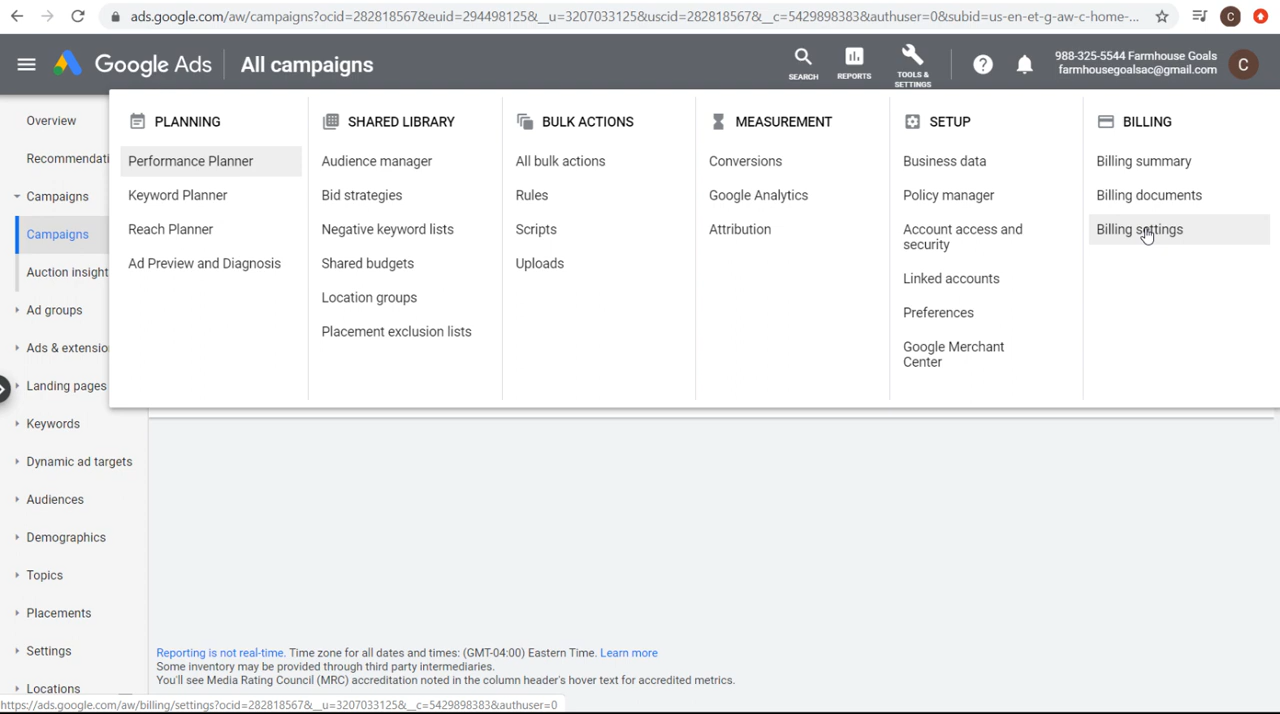 ads.google.com/aw/campaigns?ocid=282818567&euid=294498125&__u=3207033125&uscid=282818567&__c=5429898383&authuser=0&subid=us-en-et-g-aw-c-home-...
C
Google Ads
All campaigns
SEARCH
REPORTS
TOOLS &
SETTINGS
988-325-5544 Farmhouse Goals
farmhousegoalsac@gmail.com
C
Overview
Recommendati
Campaigns
Campaigns
Auction insight
Ad groups
Ads & extensio
Landing pages
Keywords
Dynamic ad targets
Audiences
Demographics
Topics
Placements
Settings
Locations
PLANNING
Performance Planner
Keyword Planner
Reach Planner
Ad Preview and Diagnosis
SHARED LIBRARY
Audience manager
Bid strategies
Negative keyword lists
Shared budgets
Location groups
Placement exclusion lists
BULK ACTIONS
All bulk actions
Rules
Scripts
Uploads
MEASUREMENT
Conversions
Google Analytics
Attribution
SETUP
Business data
Policy manager
Account access and
security
Linked accounts
Preferences
Google Merchant
Center
BILLING
Billing summary
Billing documents
Billing settings
Reporting is not real-time. Time zone for all dates and times: (GMT-04:00) Eastern Time. Learn more
Some inventory may be provided through third party intermediaries.
You'll see Media Rating Council (MRC) accreditation noted in the column header's hover text for accredited metrics.
https://ads.google.com/aw/billing/settings?ocid=282818567&__u=3207033125&__c=5429898383&authuser=0